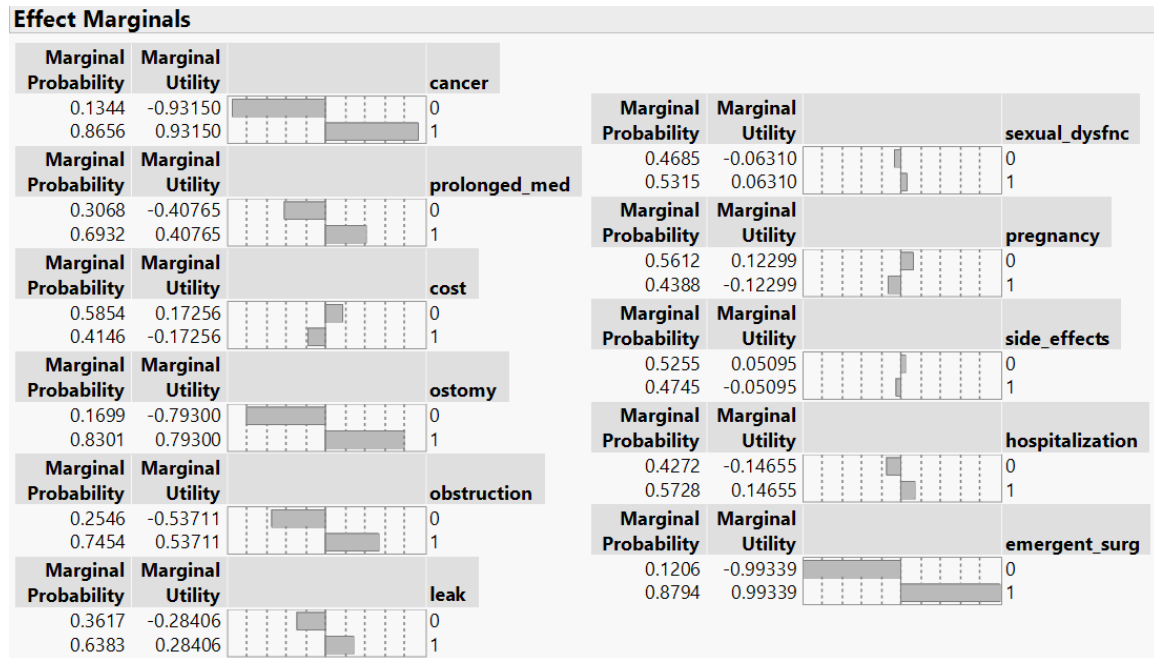 Effect Marginals
Marginal Marginal
Probability Utility cancer
0.1344 -0.93150 0
0.8656 0.93150 1
Marginal Marginal
Probability Utility prolonged_med
0.3068 -0.40765 0
0.6932 0.40765 1
Marginal Marginal
Probability Utility cost
0.5854 0.17256 0
0.4146 -0.17256 1
Marginal Marginal
Probability Utility ostomy
0.1699 -0.79300 0
0.8301 0.79300 1
Marginal Marginal
Probability Utility obstruction
0.2546 -0.53711 0
0.7454 0.53711 1
Marginal Marginal
Probability Utility leak
0.3617 -0.28406 0
0.6383 0.28406 1
Marginal Marginal
Probability Utility sexual_dysfnc
0.4685 -0.06310 0
0.5315 0.06310 1
Marginal Marginal
Probability Utility pregnancy
0.5612 0.12299 0
0.4388 -0.12299 1
Marginal Marginal
Probability Utility side_effects
0.5255 0.05095 0
0.4745 -0.05095 1
Marginal Marginal
Probability Utility hospitalization
0.4272 -0.14655 0
0.5728 0.14655 1
Marginal Marginal
Probability Utility emergent_surg
0.1206 -0.99339 0
0.8794 0.99339 1